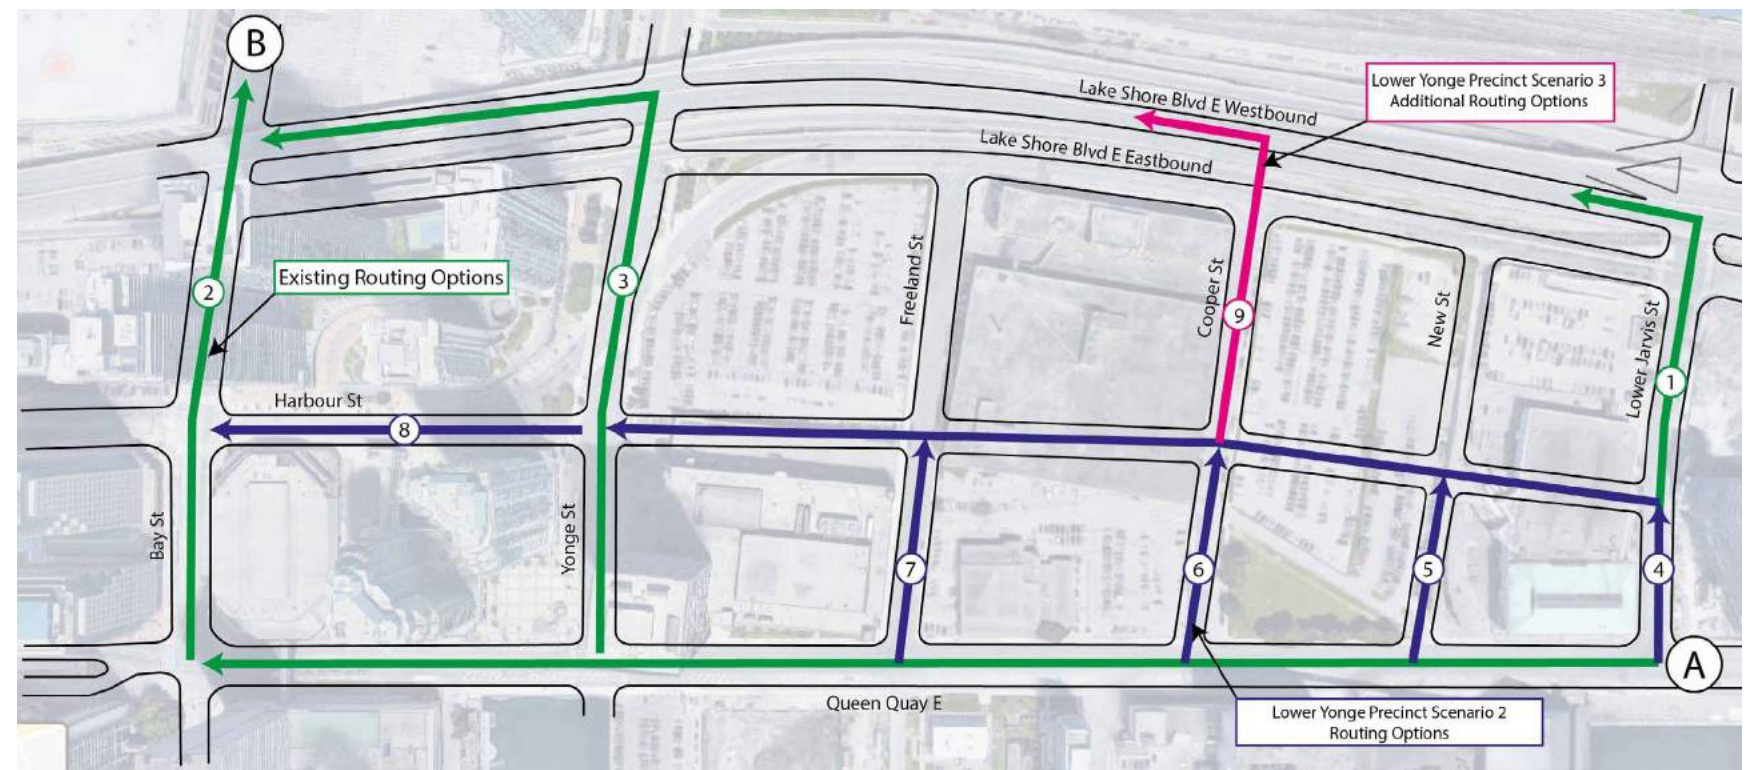 B
Lake Shore Blvd E Westbound
Lower Yonge Precinct Scenario 3
Additional Routing Options
Lake Shore Blvd E Eastbound
2
Existing Routing Options
3
Freeland St
Cooper St
9
New St
Lower Jarvis St
1
Harbour St
8
Bay St
Yonge St
7
6
5
4
A
Queen Quay E
Lower Yonge Precinct Scenario 2
Routing Options